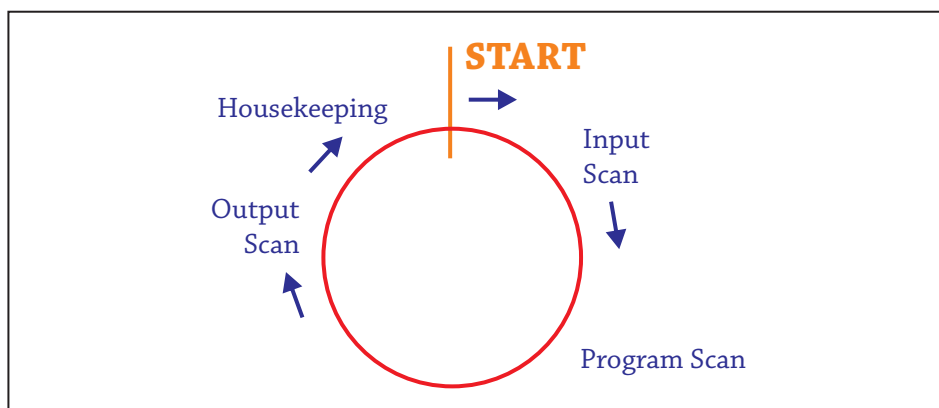 START
Input
Scan
Program Scan
Output
Scan
Housekeeping